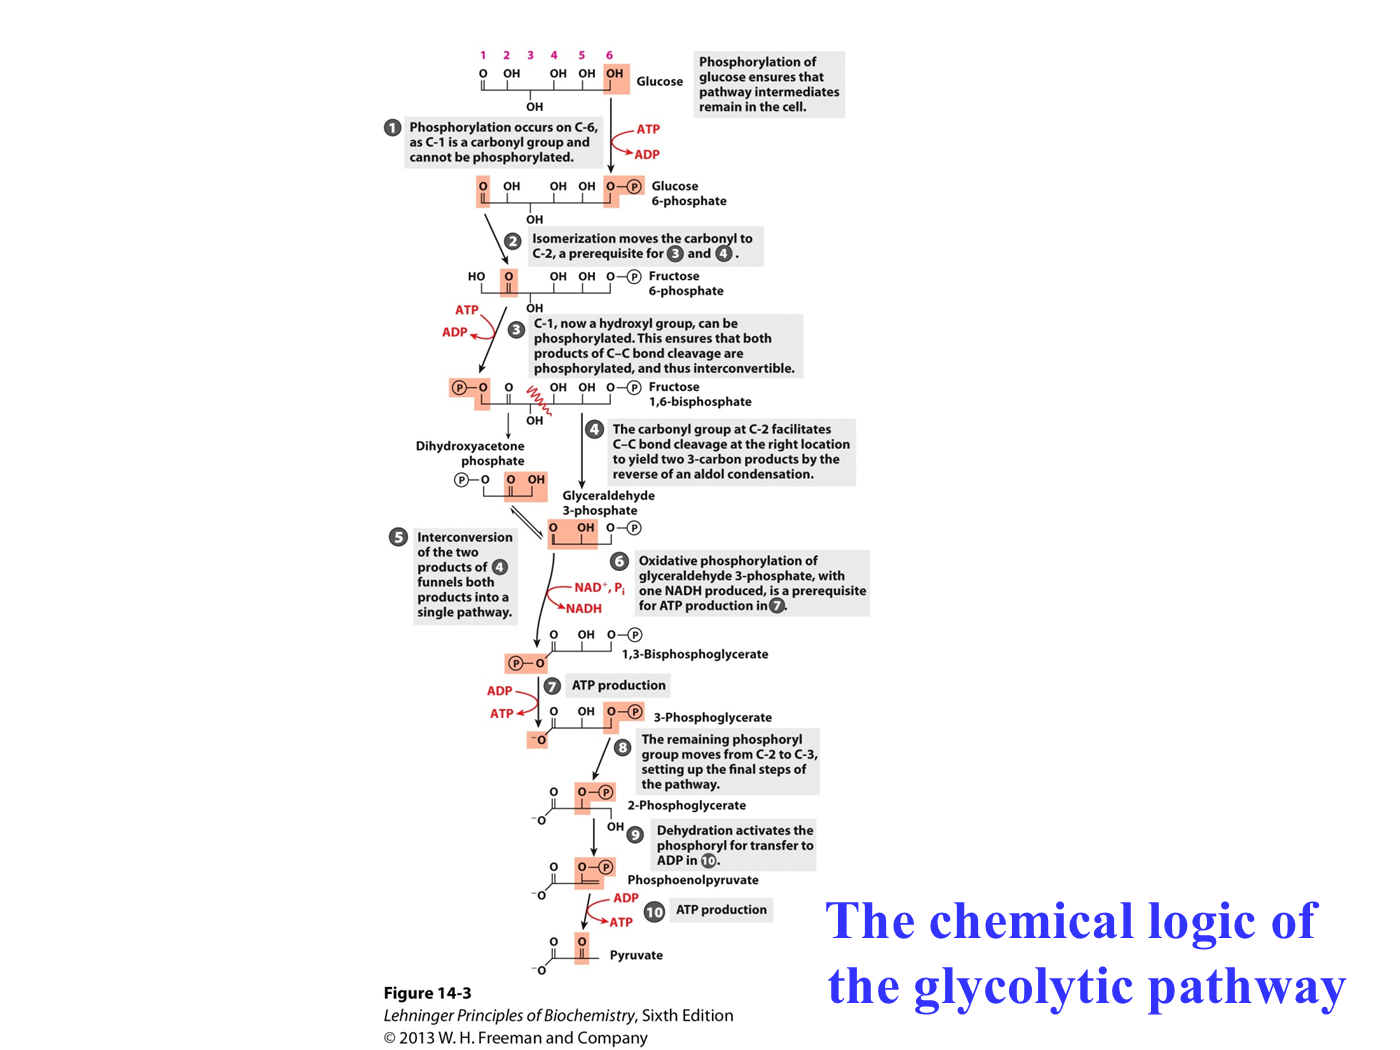 1 2 3 4 5 6
O OH OH OH OH
OH
Glucose
Phosphorylation of
glucose ensures that
pathway intermediates
remain in the cell.
1
Phosphorylation occurs on C-6,
as C-1 is a carbonyl group and
cannot be phosphorylated.
ATP
ADP
O OH OH OH O P
OH
Glucose
6-phosphate
2
Isomerization moves the carbonyl to
C-2, a prerequisite for 3 and 4 .
HO O OH OH O P
OH
Fructose
6-phosphate
ATP
ADP
3
C-1, now a hydroxyl group, can be
phosphorylated. This ensures that both
products of C–C bond cleavage are
phosphorylated, and thus interconvertible.
P O O OH OH O P
OH
Fructose
1,6-bisphosphate
4
The carbonyl group at C-2 facilitates
C–C bond cleavage at the right location
to yield two 3-carbon products by the
reverse of an aldol condensation.
Dihydroxyacetone
phosphate
P O O OH
Glyceraldehyde
3-phosphate
O OH O P
5
Interconversion
of the two
products of 4
funnels both
products into a
single pathway.
6
Oxidative phosphorylation of
glyceraldehyde 3-phosphate, with
one NADH produced, is a prerequisite
for ATP production in 7.
NAD+, Pi
NADH
O OH O P
P O
1,3-Bisphosphoglycerate
7
ATP production
ADP
ATP
O OH O P
−O
3-Phosphoglycerate
8
The remaining phosphoryl
group moves from C-2 to C-3,
setting up the final steps of
the pathway.
O O P
−O
OH
2-Phosphoglycerate
9
Dehydration activates the
phosphoryl for transfer to
ADP in 10.
O O P
−O
Phosphoenolpyruvate
ADP
ATP
10
ATP production
O O
−O
Pyruvate
The chemical logic of
the glycolytic pathway
Figure 14-3
Lehninger Principles of Biochemistry, Sixth Edition
© 2013 W. H. Freeman and Company